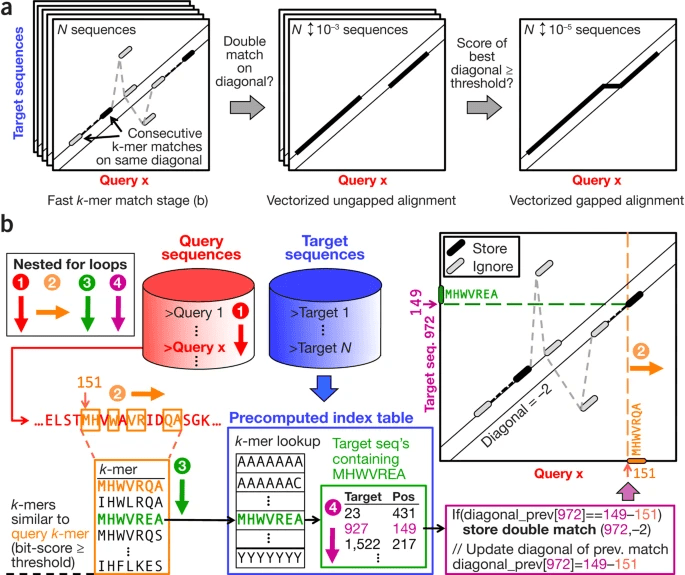 a
Target sequences
N sequences
Consecutive
k-mer matches
on same diagonal
Query x
Fast k-mer match stage (b)
Double
match
on
diagonal?
N ↕ 10⁻³ sequences
Query x
Vectorized ungapped alignment
Score of
best
diagonal ≥
threshold?
N ↕ 10⁻⁵ sequences
Query x
Vectorized gapped alignment
b
Nested for loops
1 2 3 4
Query
sequences
>Query 1
⋮
>Query x
1
Target
sequences
>Target 1
⋮
>Target N
151
2
...ELSTMHVWAVRIDQASGK...
k-mer
MHWVRQA
IHWLRQA
MHWVREA
MHWVRQS
⋮
IHFLKES
3
k-mers
similar to
query k-mer
(bit-score ≥
threshold)
Precomputed index table
k-mer lookup
AAAAAAA
AAAAAAC
⋮
MHWVREA
⋮
YYYYYYY
Target seq's
containing
MHWVREA
4
Target Pos
23 431
927 149
1,522 217
Store
Ignore
149
MHWVREA
Target seq. 972
Diagonal = –2
2
MHWVRQA
Query x
151
If(diagonal_prev[972]==149–151)
store double match (972,–2)
// Update diagonal of prev. match
diagonal_prev[972]=149–151